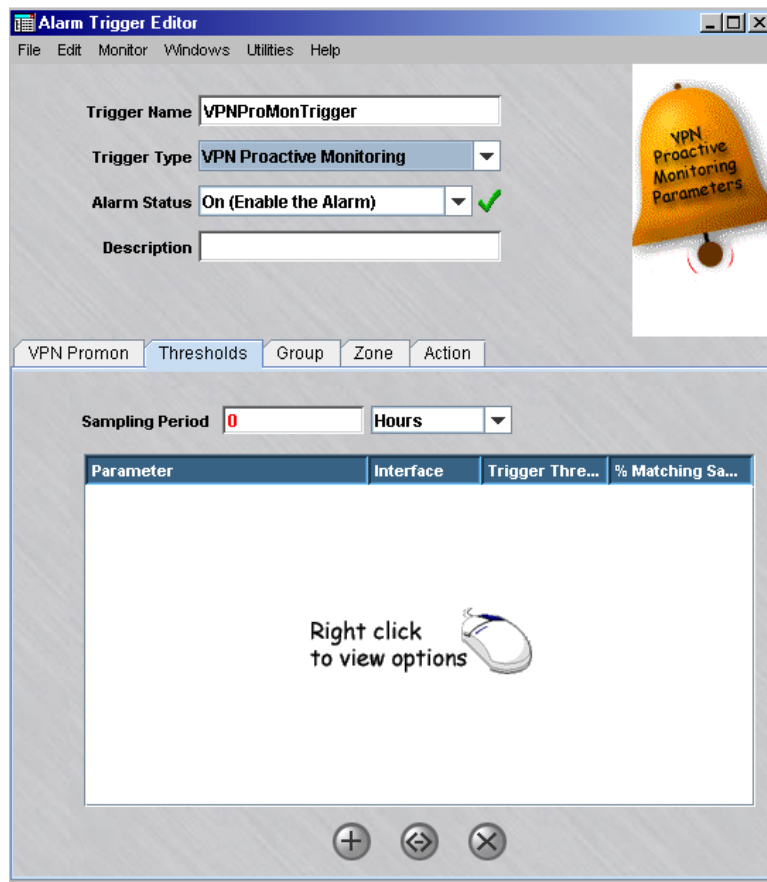 Alarm Trigger Editor
File Edit Monitor Windows Utilities Help
Trigger Name VPNProMonTrigger
Trigger Type VPN Proactive Monitoring
Alarm Status On (Enable the Alarm)
Description
VPN
Proactive
Monitoring
Parameters
VPN Promon Thresholds Group Zone Action
Sampling Period 0 Hours
Parameter Interface Trigger Thre... % Matching Sa...
Right click
to view options